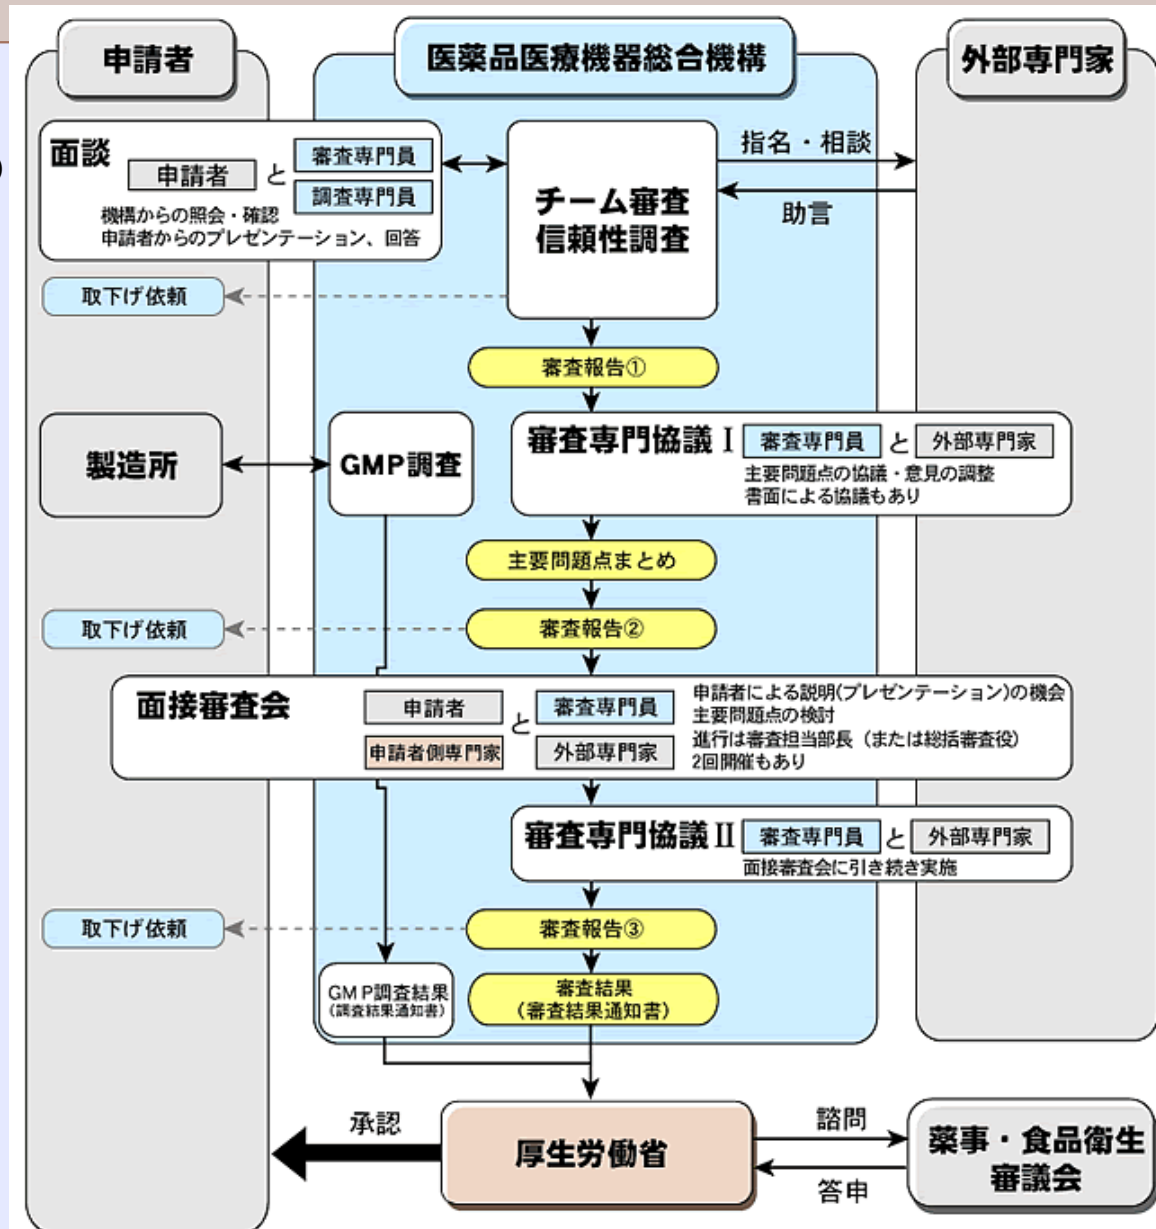 申請者
医薬品医療機器総合機構
外部専門家
面談
申請者 と 審査専門員
調査専門員
機構からの照会・確認
申請者からのプレゼンテーション、回答
チーム審査
信頼性調査
指名・相談
助言
取下げ依頼
審査報告①
製造所
GMP調査
審査専門協議Ⅰ 審査専門員 と 外部専門家
主要問題点の協議・意見の調整
書面による協議もあり
主要問題点まとめ
取下げ依頼
審査報告②
面接審査会
申請者 と 審査専門員
申請者側専門家 外部専門家
申請者による説明(プレゼンテーション)の機会
主要問題点の検討
進行は審査担当部長（または総括審査役）
2回開催もあり
審査専門協議Ⅱ 審査専門員 と 外部専門家
面接審査会に引き続き実施
取下げ依頼
審査報告③
GMP調査結果
（調査結果通知書）
審査結果
（審査結果通知書）
承認
厚生労働省
諮問
答申
薬事・食品衛生
審議会